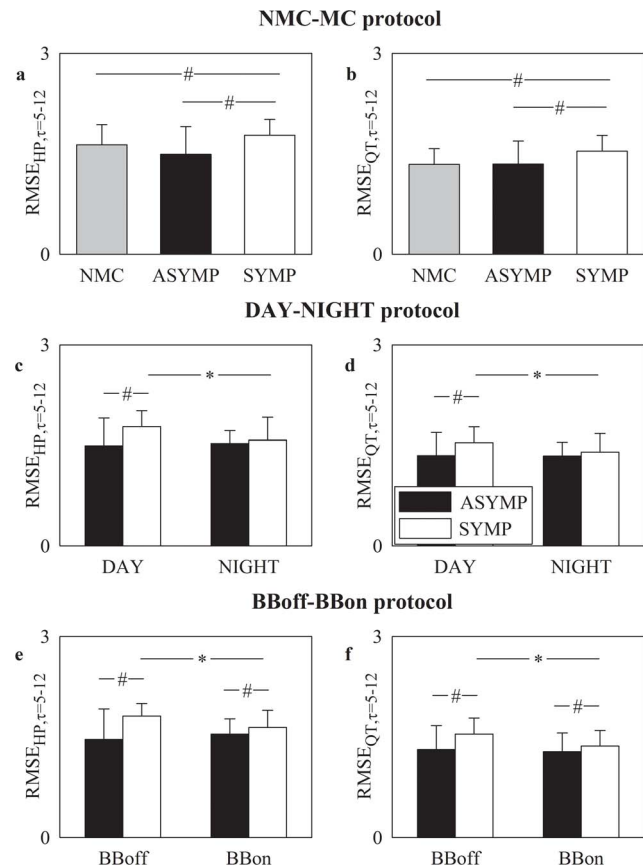 NMC-MC protocol
a
3
0
RMSE_HP,τ=5-12
#
#
NMC ASYMP SYMP
b
3
0
RMSE_QT,τ=5-12
#
#
NMC ASYMP SYMP
DAY-NIGHT protocol
c
3
0
RMSE_HP,τ=5-12
#
*
DAY NIGHT
d
3
0
RMSE_QT,τ=5-12
#
*
ASYMP
SYMP
DAY NIGHT
BBoff-BBon protocol
e
3
0
RMSE_HP,τ=5-12
#
*
#
BBoff BBon
f
3
0
RMSE_QT,τ=5-12
#
*
#
BBoff BBon